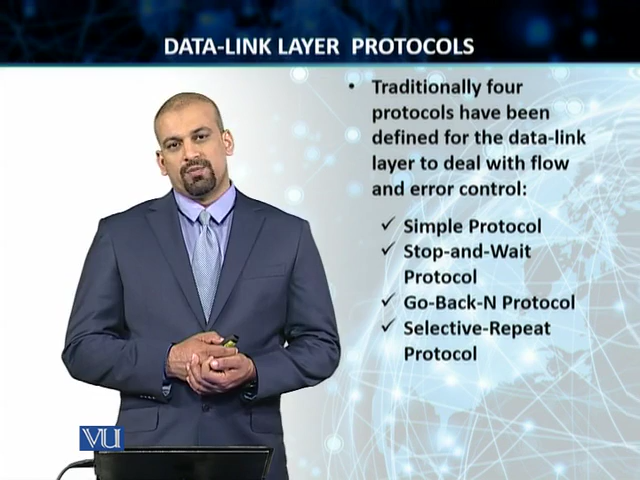 DATA-LINK LAYER PROTOCOLS
• Traditionally four
protocols have been
defined for the data-link
layer to deal with flow
and error control:
✓ Simple Protocol
✓ Stop-and-Wait
Protocol
✓ Go-Back-N Protocol
✓ Selective-Repeat
Protocol
VU